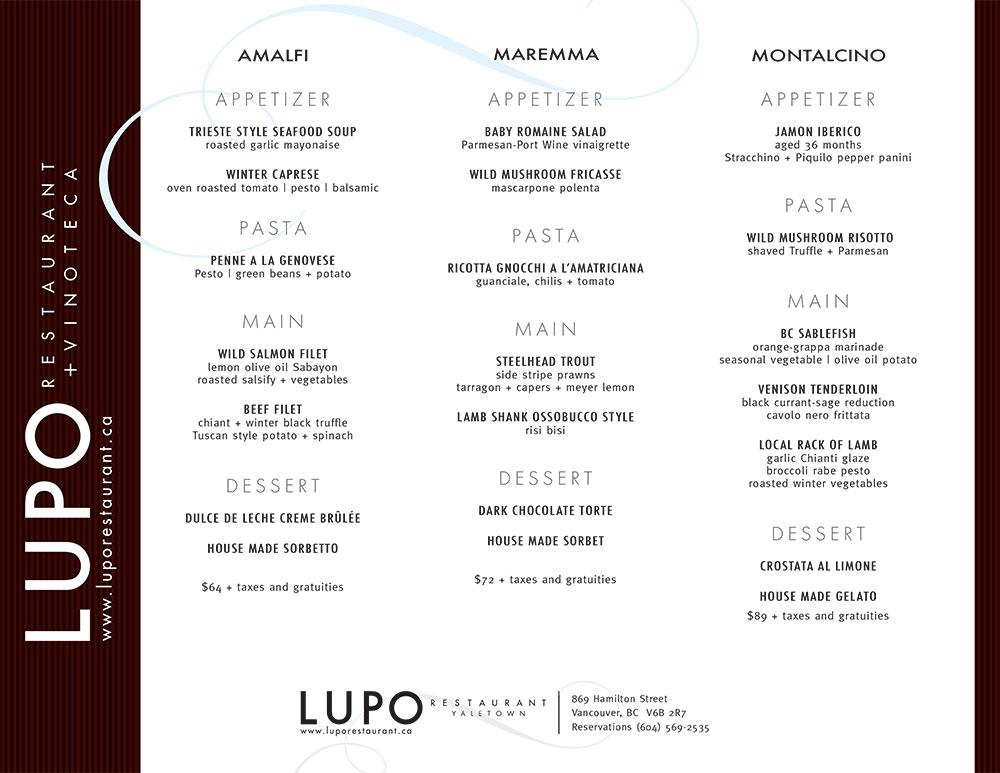 LUPO
RESTAURANT
+VINOTECA
www.luporestaurant.ca
AMALFI
APPETIZER
TRIESTE STYLE SEAFOOD SOUP
roasted garlic mayonaise
WINTER CAPRESE
oven roasted tomato | pesto | balsamic
PASTA
PENNE A LA GENOVESE
Pesto | green beans + potato
MAIN
WILD SALMON FILET
lemon olive oil Sabayon
roasted salsify + vegetables
BEEF FILET
chiant + winter black truffle
Tuscan style potato + spinach
DESSERT
DULCE DE LECHE CREME BRÛLÉE
HOUSE MADE SORBETTO
$64 + taxes and gratuities
MAREMMA
APPETIZER
BABY ROMAINE SALAD
Parmesan-Port Wine vinaigrette
WILD MUSHROOM FRICASSE
mascarpone polenta
PASTA
RICOTTA GNOCCHI A L'AMATRICIANA
guanciale, chilis + tomato
MAIN
STEELHEAD TROUT
side stripe prawns
tarragon + capers + meyer lemon
LAMB SHANK OSSOBUCCO STYLE
risi bisi
DESSERT
DARK CHOCOLATE TORTE
HOUSE MADE SORBET
$72 + taxes and gratuities
MONTALCINO
APPETIZER
JAMON IBERICO
aged 36 months
Stracchino + Piquilo pepper panini
PASTA
WILD MUSHROOM RISOTTO
shaved Truffle + Parmesan
MAIN
BC SABLEFISH
orange-grappa marinade
seasonal vegetable | olive oil potato
VENISON TENDERLOIN
black currant-sage reduction
cavolo nero frittata
LOCAL RACK OF LAMB
garlic Chianti glaze
broccoli rabe pesto
roasted winter vegetables
DESSERT
CROSTATA AL LIMONE
HOUSE MADE GELATO
$89 + taxes and gratuities
LUPO
RESTAURANT
YALETOWN
www.luporestaurant.ca
869 Hamilton Street
Vancouver, BC V6B 2R7
Reservations (604) 569-2535